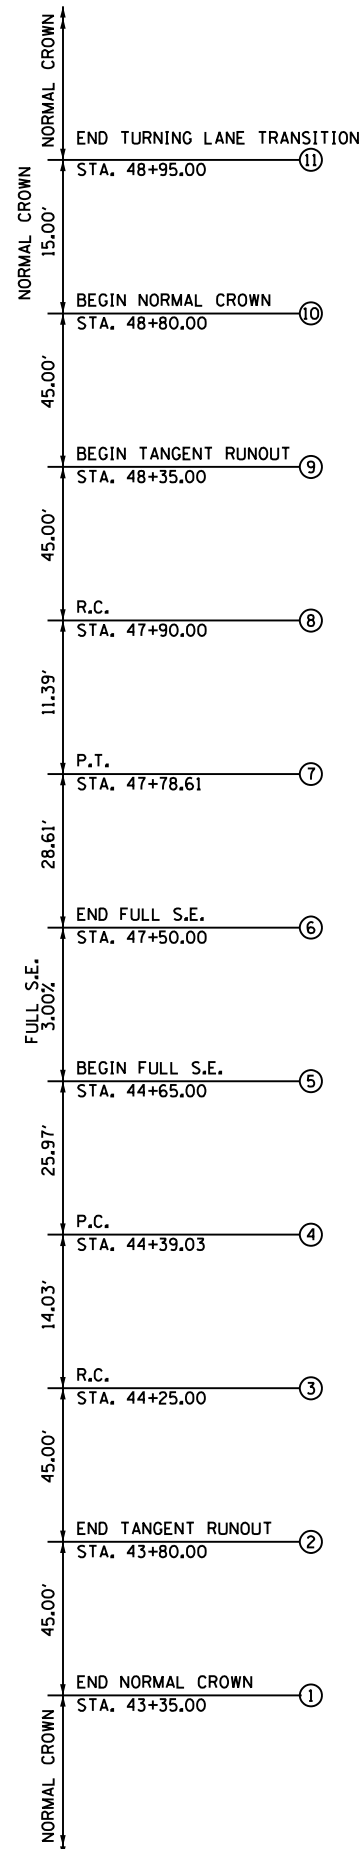 NORMAL CROWN
END TURNING LANE TRANSITION
STA. 48+95.00
11
NORMAL CROWN
15.00'
BEGIN NORMAL CROWN
STA. 48+80.00
10
45.00'
BEGIN TANGENT RUNOUT
STA. 48+35.00
9
45.00'
R.C.
STA. 47+90.00
8
11.39'
P.T.
STA. 47+78.61
7
28.61'
END FULL S.E.
STA. 47+50.00
6
FULL S.E.
3.00%
BEGIN FULL S.E.
STA. 44+65.00
5
25.97'
P.C.
STA. 44+39.03
4
14.03'
R.C.
STA. 44+25.00
3
45.00'
END TANGENT RUNOUT
STA. 43+80.00
2
45.00'
END NORMAL CROWN
STA. 43+35.00
1
NORMAL CROWN